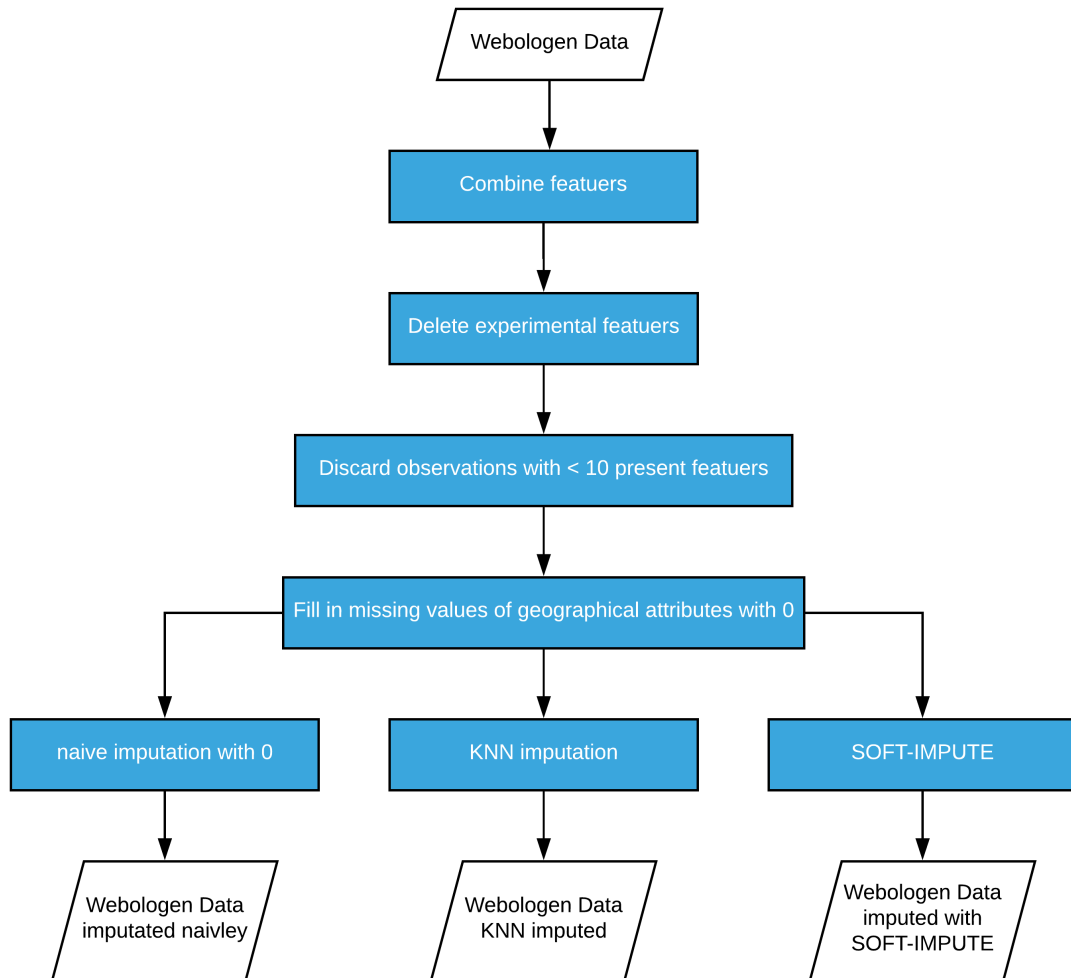 Webologen Data
Combine featuers
Delete experimental featuers
Discard observations with < 10 present featuers
Fill in missing values of geographical attributes with 0
naive imputation with 0
KNN imputation
SOFT-IMPUTE
Webologen Data
imputated naivley
Webologen Data
KNN imputed
Webologen Data
imputed with
SOFT-IMPUTE